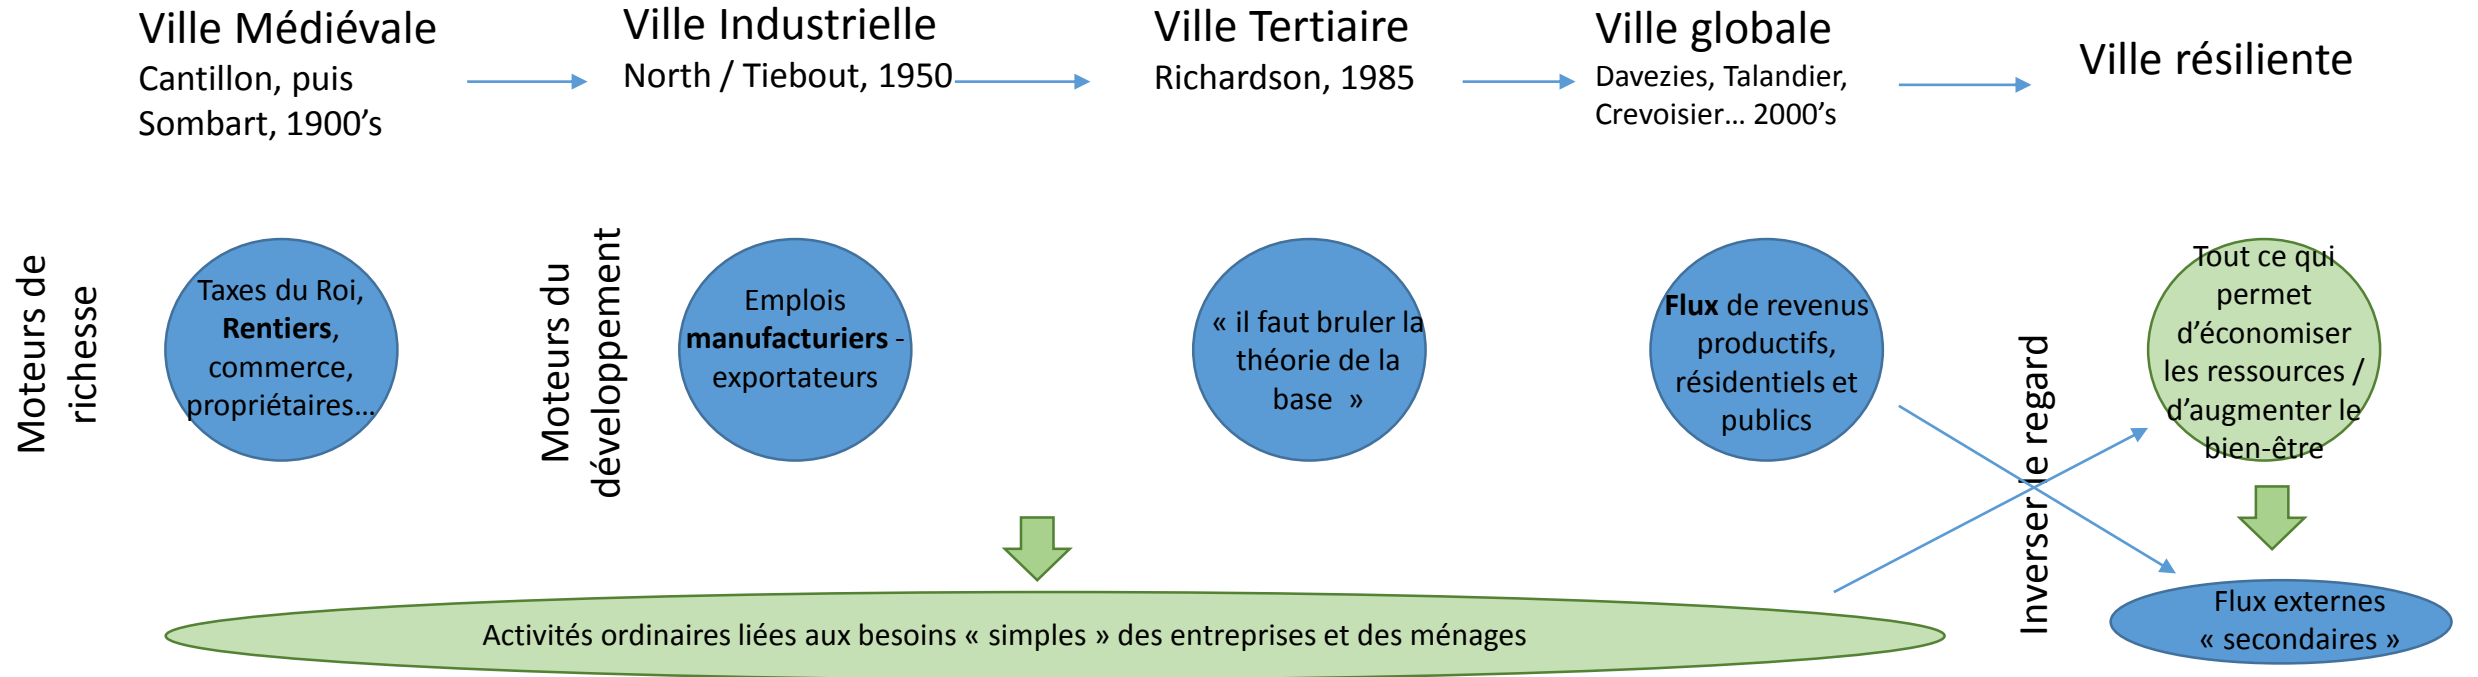 Ville Médiévale
Cantillon, puis
Sombart, 1900’s
Ville Industrielle
North / Tiebout, 1950
Ville Tertiaire
Richardson, 1985
Ville globale
Davezies, Talandier,
Crevoisier… 2000’s
Ville résiliente
Moteurs de
richesse
Taxes du Roi,
Rentiers,
commerce,
propriétaires…
Moteurs du
développement
Emplois
manufacturiers -
exportateurs
« il faut bruler la
théorie de la
base »
Flux de revenus
productifs,
résidentiels et
publics
Inverser le regard
Tout ce qui
permet
d’économiser
les ressources /
d’augmenter le
bien-être
Activités ordinaires liées aux besoins « simples » des entreprises et des ménages
Flux externes
« secondaires »